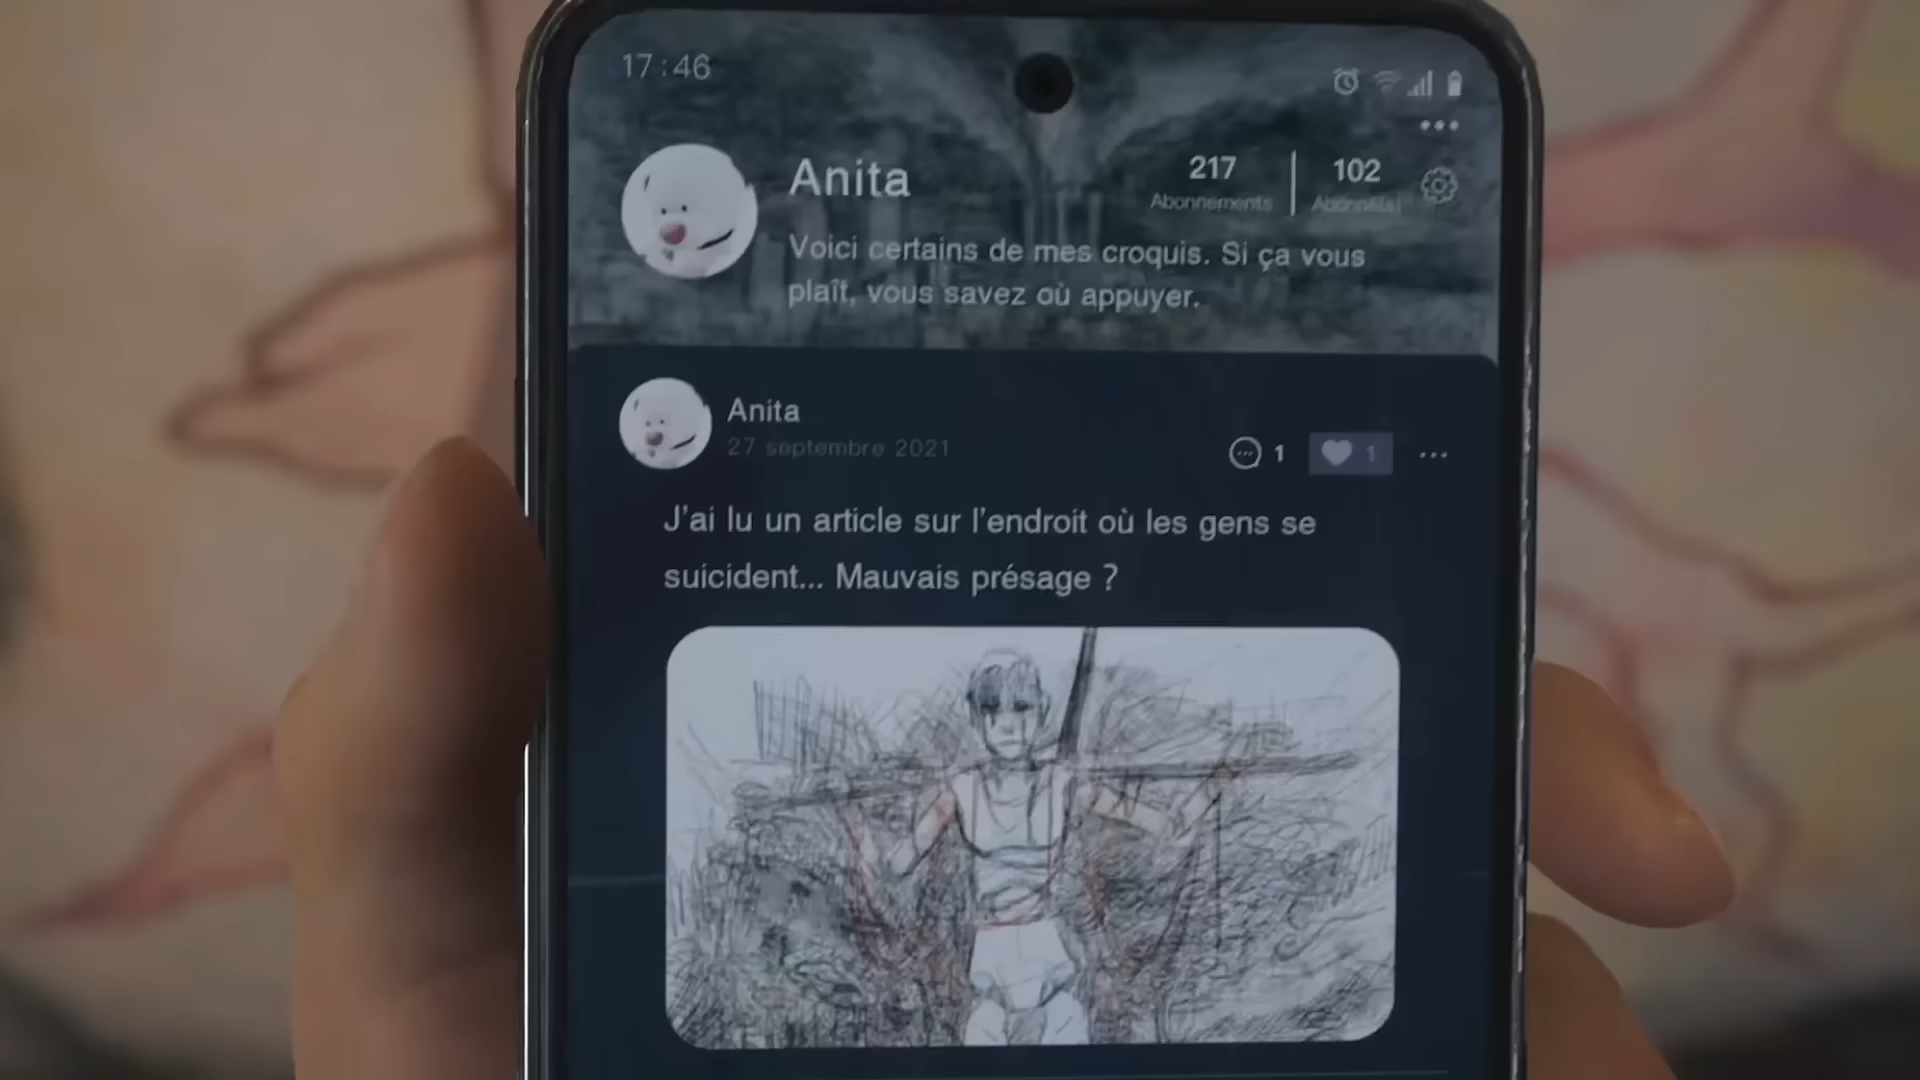 17:46
Anita
217
102
Abonnements
Abonné(e)s
Voici certains de mes croquis. Si ça vous
plaît, vous savez où appuyer.
Anita
27 septembre 2021
1
1
J'ai lu un article sur l'endroit où les gens se
suicident... Mauvais présage ?